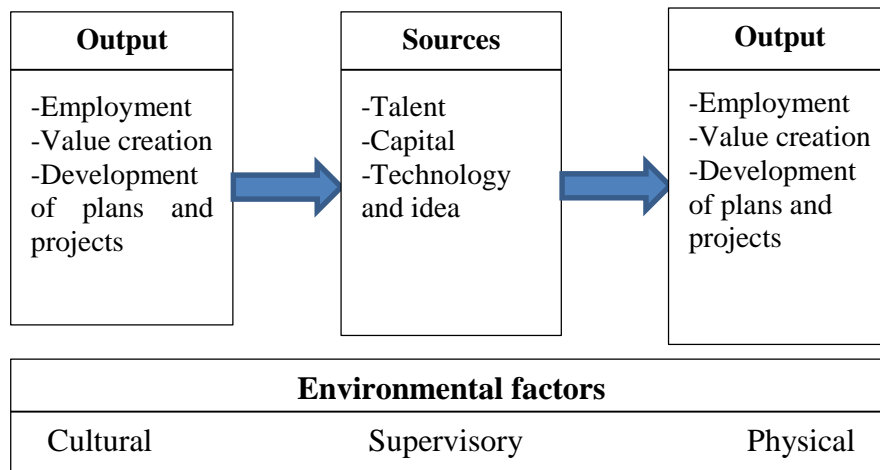 Output
-Employment
-Value creation
-Development
of plans and
projects
Sources
-Talent
-Capital
-Technology
and idea
Output
-Employment
-Value creation
-Development
of plans and
projects
Environmental factors
Cultural Supervisory Physical